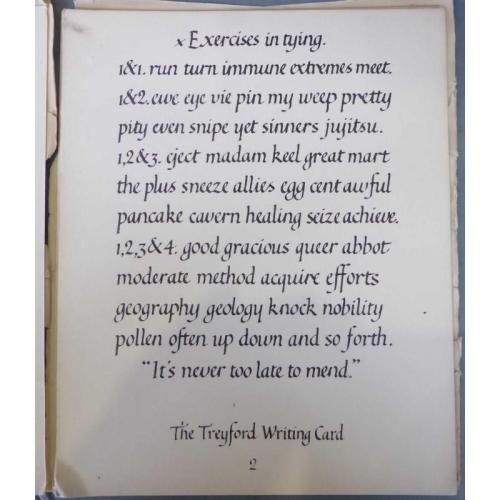 x Exercises in tying.
1&1. run turn immune extremes meet.
1&2. ewe eye vie pin my weep pretty
pity even snipe yet sinners jujitsu.
1,2&3. eject madam keel great mart
the plus sneeze allies egg cent awful
pancake cavern healing seize achieve.
1,2,3&4. good gracious queer abbot
moderate method acquire efforts
geography geology knock nobility
pollen often up down and so forth.
"It's never too late to mend."
The Treyford Writing Card
2